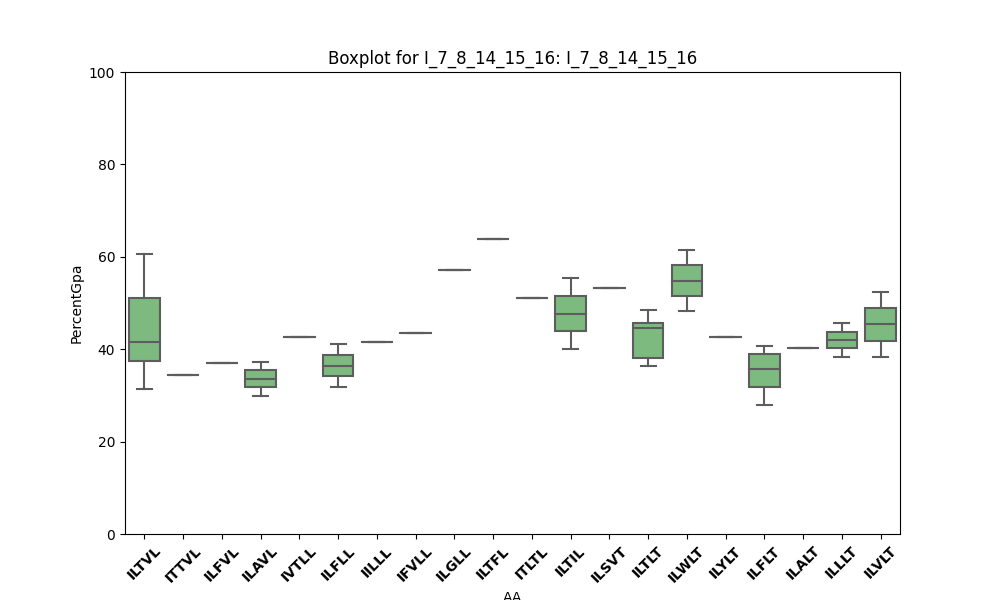 Boxplot for I_7_8_14_15_16: I_7_8_14_15_16
100
80
60
40
20
0
PercentGpa
ILTVL ITTVL ILFVL ILAVL IVTLL ILFLL IILLL IFVLL ILGLL ILTFL ITLTL ILTIL ILSVT ILTLT ILWLT ILYLT ILFLT ILALT ILLLT ILVLT
AA